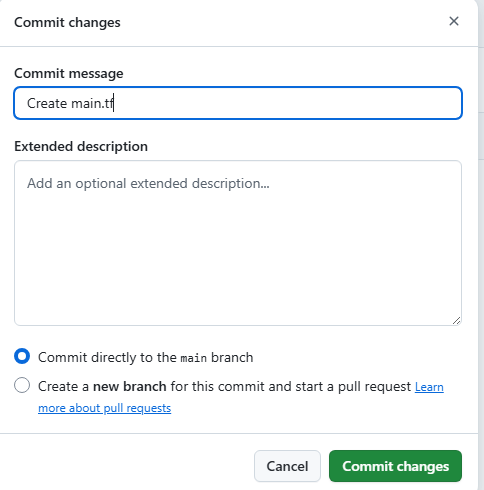 Commit changes
Commit message
Create main.tf
Extended description
Add an optional extended description...
Commit directly to the main branch
Create a new branch for this commit and start a pull request Learn
more about pull requests
Cancel
Commit changes